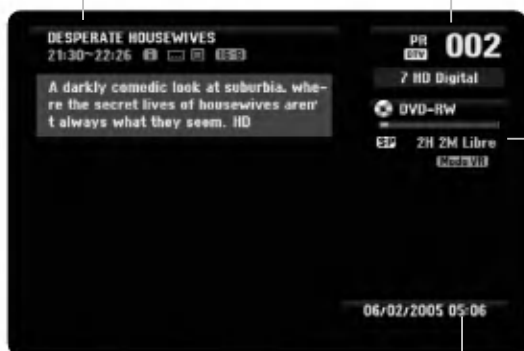 DESPERATE HOUSEWIVES
21:30~22:26 16:9
A darkly comedic look at suburbia, whe-
re the secret lives of housewives aren'
t always what they seem. HD
PR
DTV
002
7 HD Digital
DVD-RW
SP 2H 2M Libre
Mode VR
06/02/2005 05:06